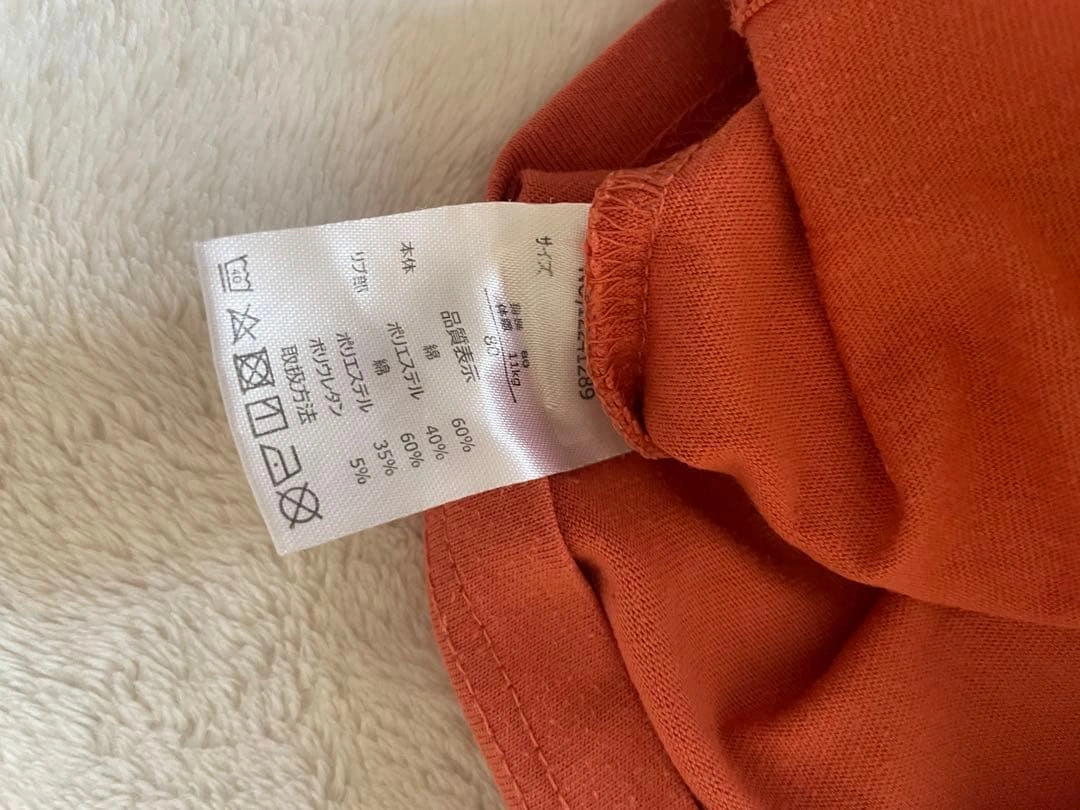 サイズ
身長 80
体重 11kg
80
品質表示
本体 綿 60%
ポリエステル 40%
リブ部 綿 60%
ポリエステル 35%
ポリウレタン 5%
取扱方法
40